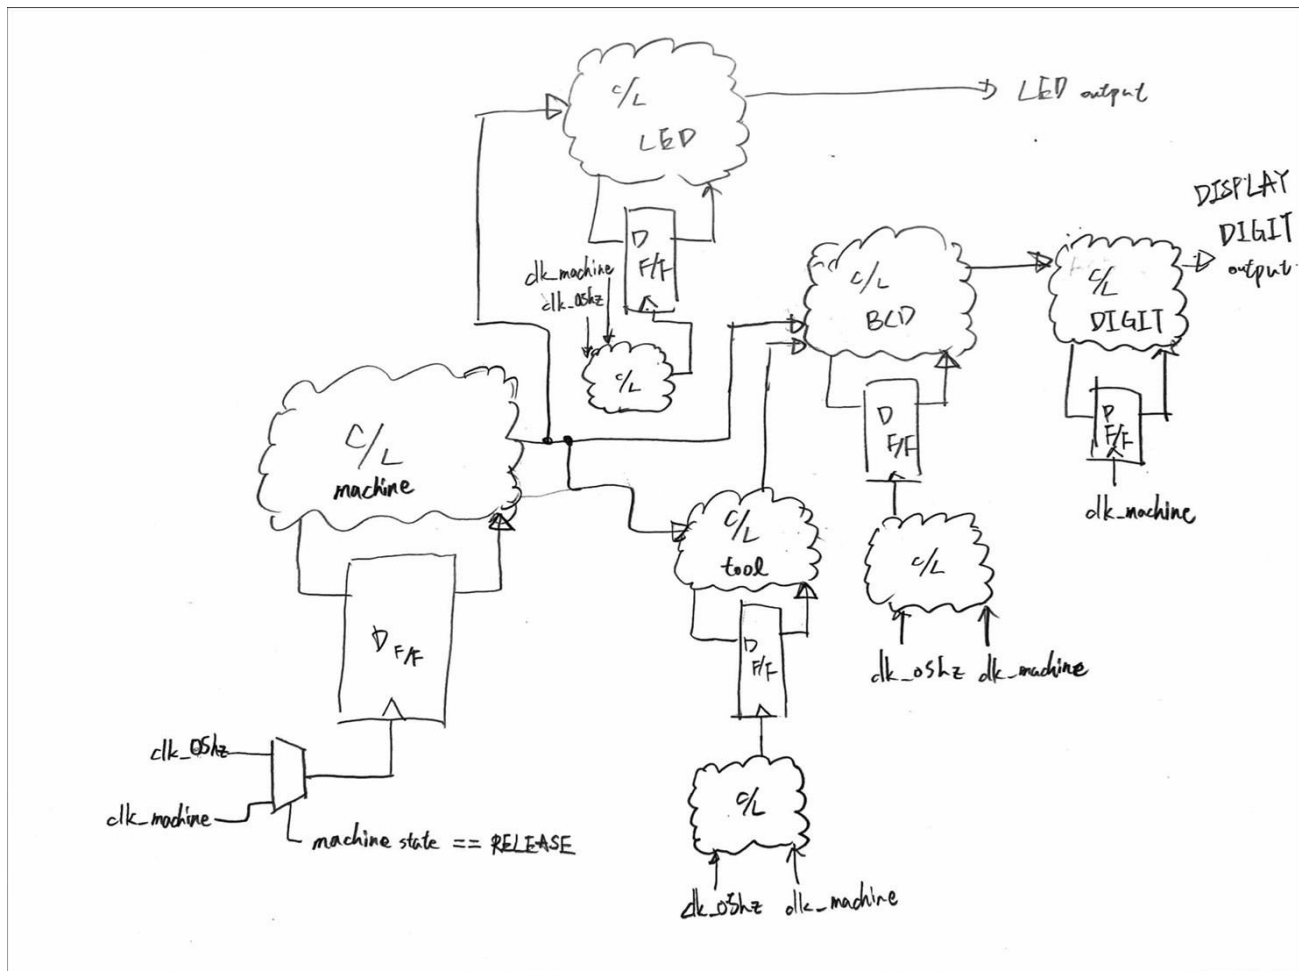 C/L
LED
LED output
DISPLAY
DIGIT
output
D
F/F
clk_machine
clk_05hz
C/L
C/L
BCD
C/L
DIGIT
C/L
machine
D
F/F
D
F/F
clk_machine
C/L
tool
C/L
D F/F
D
F/F
clk_05hz clk_machine
clk_05hz
clk_machine
machine state == RELEASE
C/L
clk_05hz clk_machine